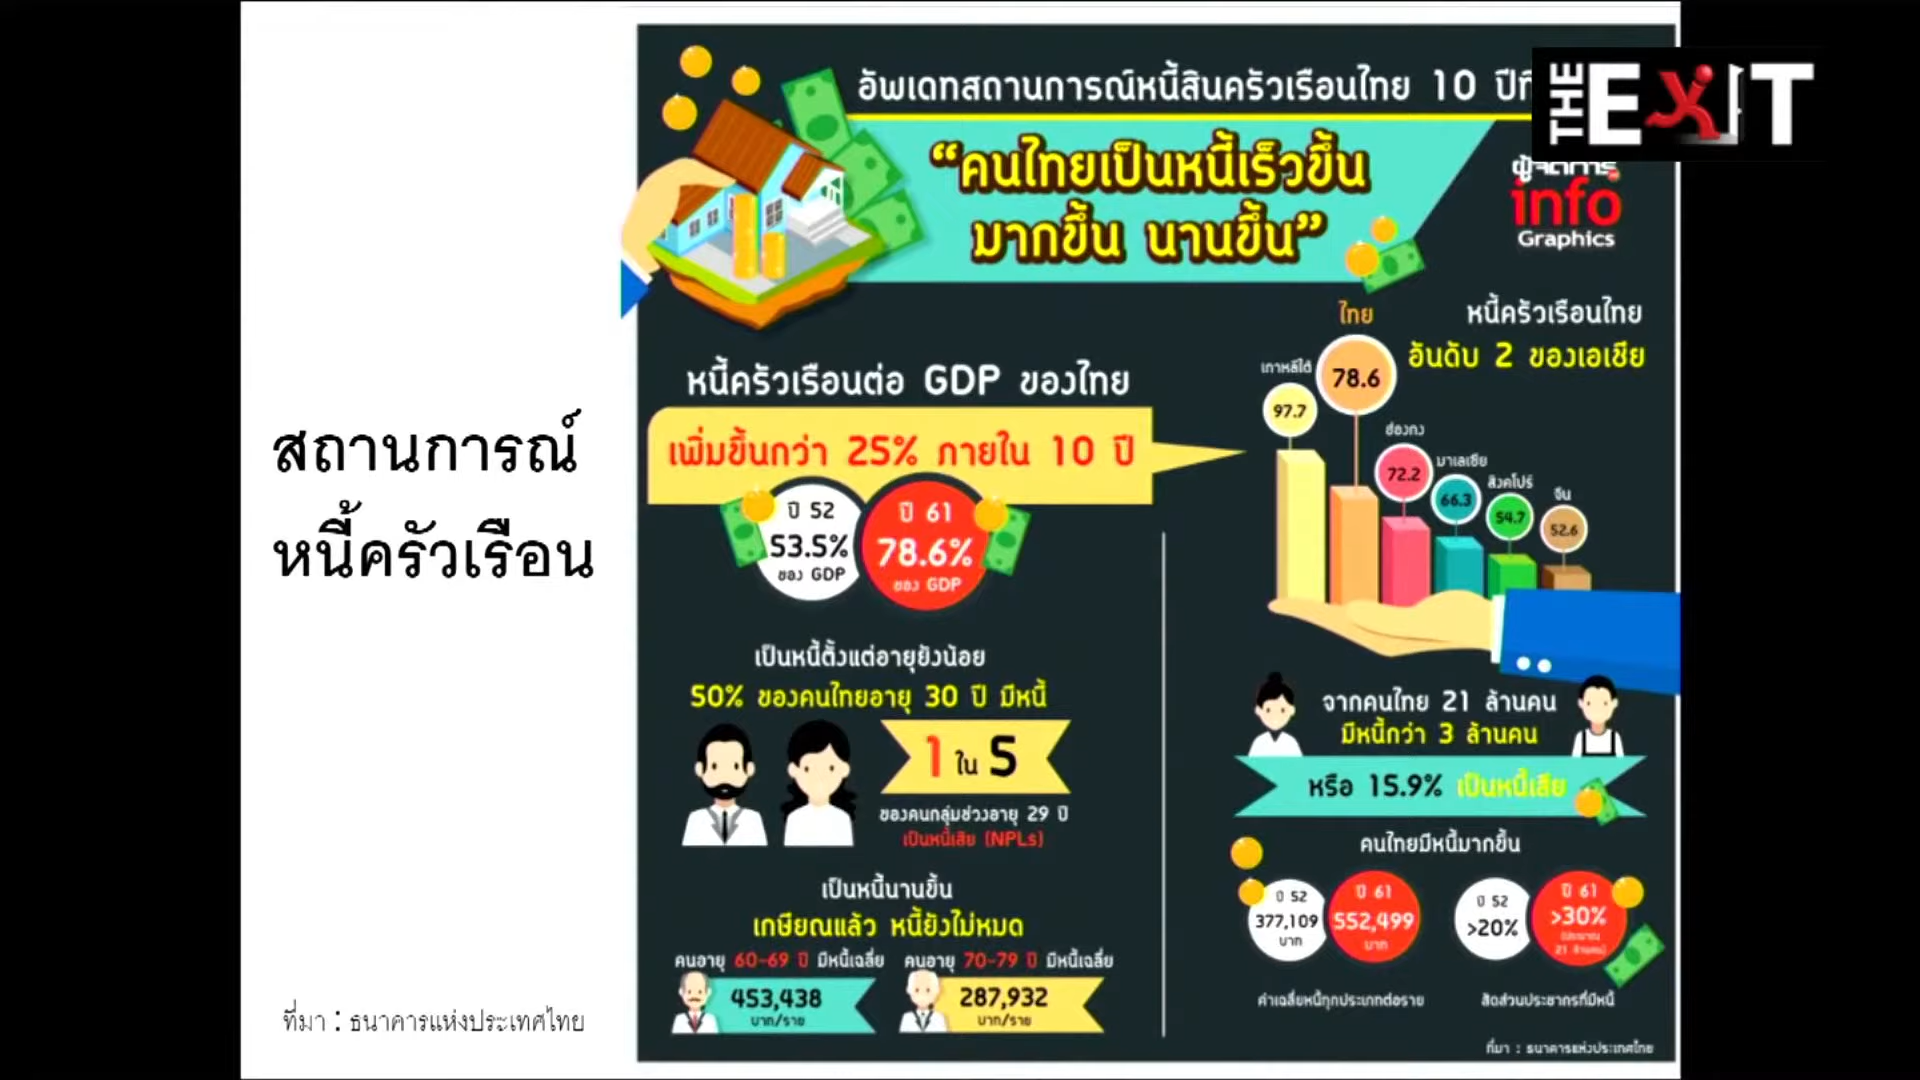 สถานการณ์
หนี้ครัวเรือน
ที่มา : ธนาคารแห่งประเทศไทย
อัพเดทสถานการณ์หนี้สินครัวเรือนไทย 10 ปี
THE EXIT
“คนไทยเป็นหนี้เร็วขึ้น
มากขึ้น นานขึ้น”
ผู้จัดการ
info
Graphics
หนี้ครัวเรือนต่อ GDP ของไทย
เพิ่มขึ้นกว่า 25% ภายใน 10 ปี
ปี 52
53.5%
ของ GDP
ปี 61
78.6%
ของ GDP
หนี้ครัวเรือนไทย
อันดับ 2 ของเอเชีย
เกาหลีใต้
97.7
ไทย
78.6
ฮ่องกง
72.2
มาเลเซีย
66.3
สิงคโปร์
54.7
จีน
52.6
เป็นหนี้ตั้งแต่อายุยังน้อย
50% ของคนไทยอายุ 30 ปี มีหนี้
1 ใน 5
ของคนกลุ่มช่วงอายุ 29 ปี
เป็นหนี้เสีย (NPLs)
เป็นหนี้นานขึ้น
เกษียณแล้ว หนี้ยังไม่หมด
คนอายุ 60-69 ปี มีหนี้เฉลี่ย
453,438
บาท/ราย
คนอายุ 70-79 ปี มีหนี้เฉลี่ย
287,932
บาท/ราย
จากคนไทย 21 ล้านคน
มีหนี้กว่า 3 ล้านคน
หรือ 15.9% เป็นหนี้เสีย
คนไทยมีหนี้มากขึ้น
ปี 52
377,109
บาท
ปี 61
552,499
บาท
ค่าเฉลี่ยหนี้ทุกประเภทต่อราย
ปี 52
>20%
ปี 61
>30%
(ประมาณ
21 ล้านคน)
สัดส่วนประชากรที่มีหนี้
ที่มา : ธนาคารแห่งประเทศไทย